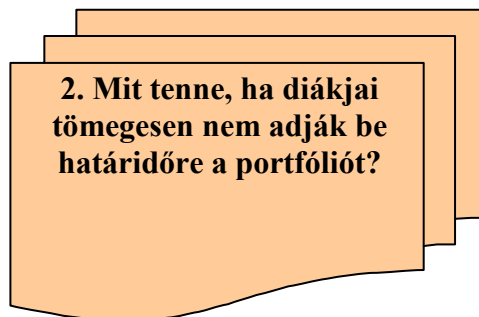 2. Mit tenne, ha diákjai
tömegesen nem adják be
határidőre a portfóliót?